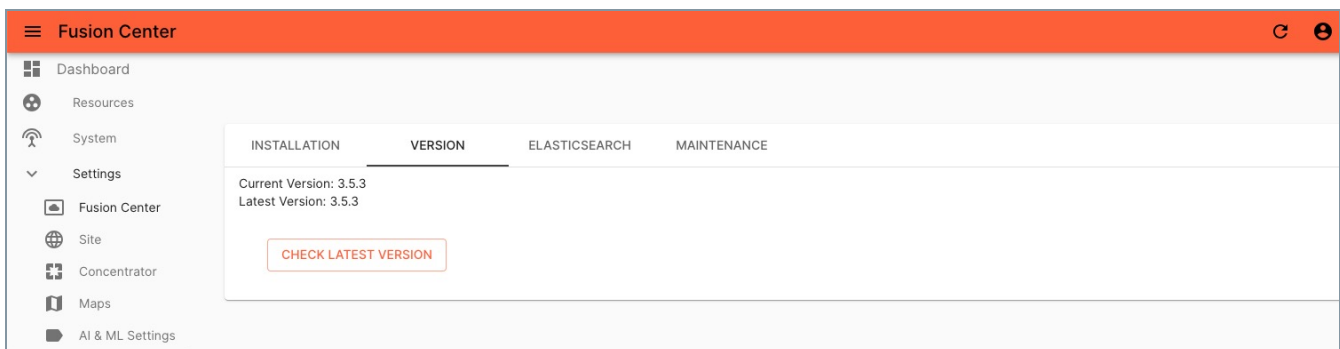 Fusion Center
Dashboard
Resources
System
Settings
Fusion Center
Site
Concentrator
Maps
AI & ML Settings
INSTALLATION VERSION ELASTICSEARCH MAINTENANCE
Current Version: 3.5.3
Latest Version: 3.5.3
CHECK LATEST VERSION